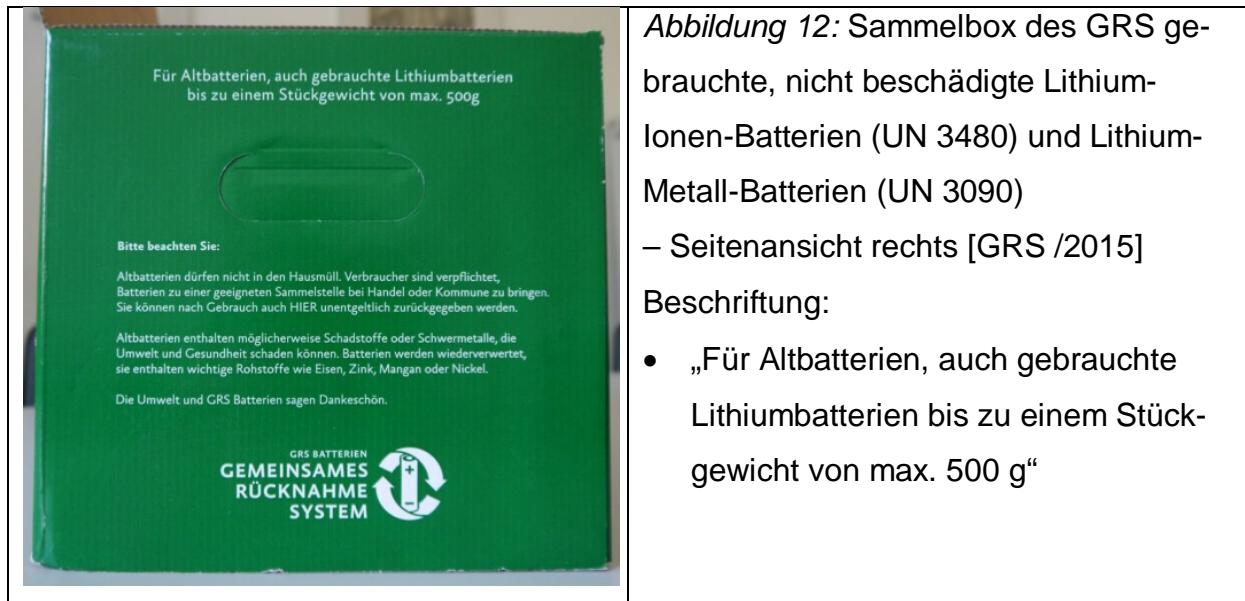 Für Altbatterien, auch gebrauchte Lithiumbatterien
bis zu einem Stückgewicht von max. 500g
Bitte beachten Sie:
Altbatterien dürfen nicht in den Hausmüll. Verbraucher sind verpflichtet,
Batterien zu einer geeigneten Sammelstelle bei Handel oder Kommune zu bringen.
Sie können nach Gebrauch auch HIER unentgeltlich zurückgegeben werden.
Altbatterien enthalten möglicherweise Schadstoffe oder Schwermetalle, die
Umwelt und Gesundheit schaden können. Batterien werden wiederverwertet,
sie enthalten wichtige Rohstoffe wie Eisen, Zink, Mangan oder Nickel.
Die Umwelt und GRS Batterien sagen Dankeschön.
GRS BATTERIEN
GEMEINSAMES
RÜCKNAHME
SYSTEM
Abbildung 12: Sammelbox des GRS ge-
brauchte, nicht beschädigte Lithium-
Ionen-Batterien (UN 3480) und Lithium-
Metall-Batterien (UN 3090)
– Seitenansicht rechts [GRS /2015]
Beschriftung:
• „Für Altbatterien, auch gebrauchte
Lithiumbatterien bis zu einem Stück-
gewicht von max. 500 g“